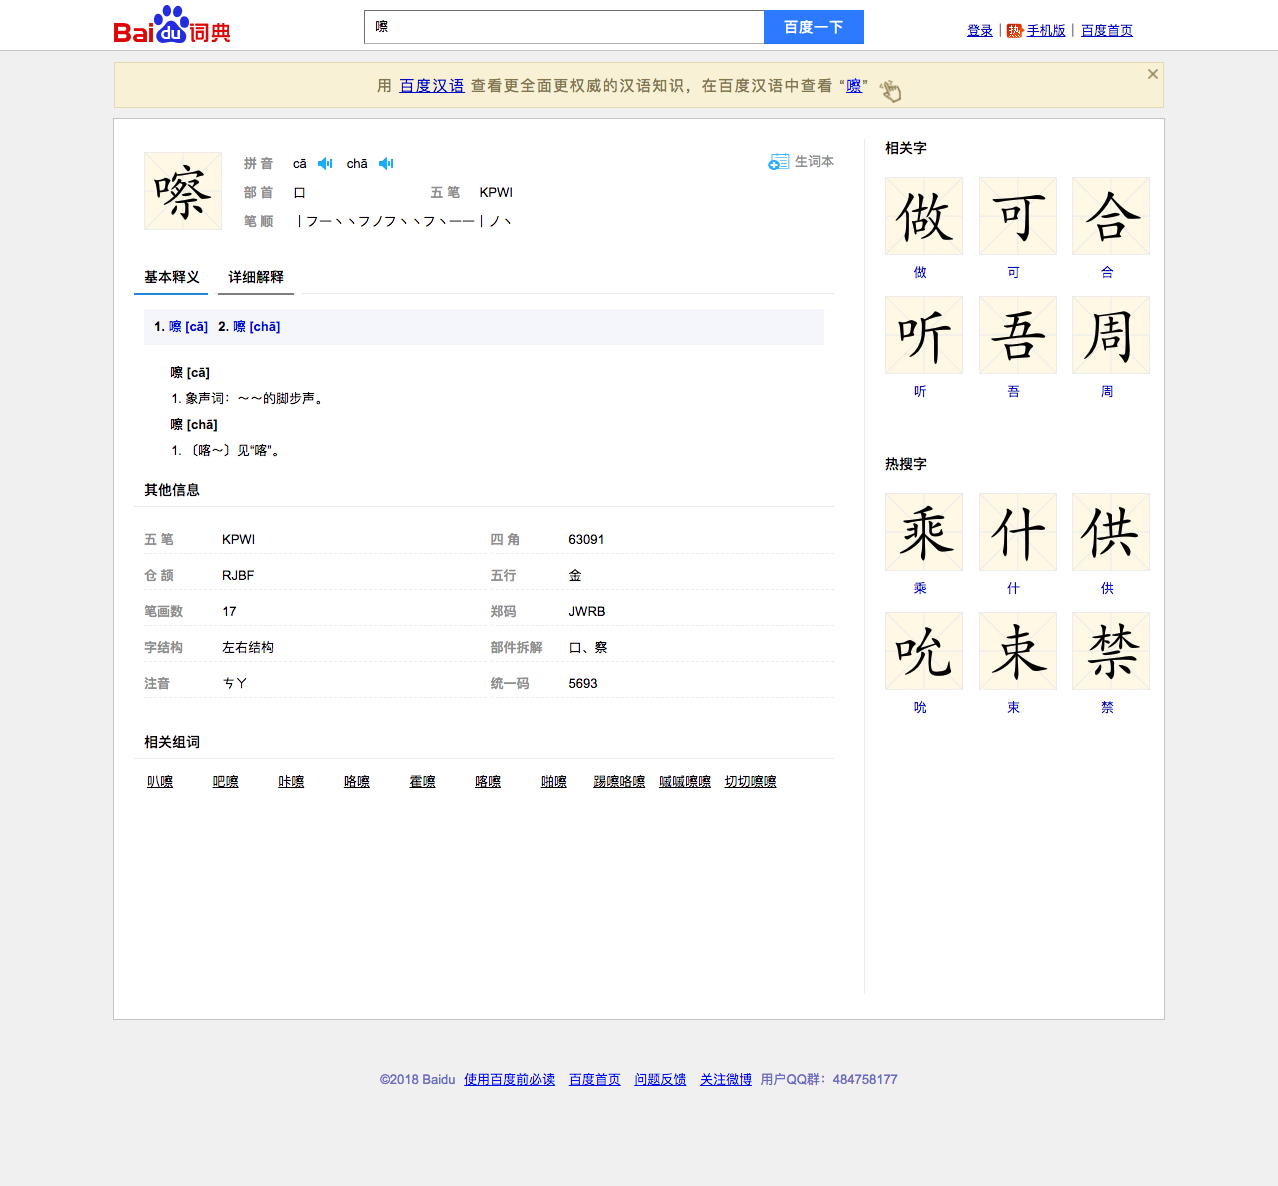 Baidu词典
嚓
百度一下
登录 | 热 手机版 | 百度首页
用 百度汉语 查看更全面更权威的汉语知识，在百度汉语中查看 “嚓”
嚓
拼 音 cā chā
生词本
部 首 口 五 笔 KPWI
笔 顺 丨フ一丶丶フノフ丶丶フ丶一一丨ノ丶
基本释义 详细解释
1. 嚓 [cā] 2. 嚓 [chā]
嚓 [cā]
1. 象声词：～～的脚步声。
嚓 [chā]
1. 〔喀～〕见“喀”。
其他信息
五 笔 KPWI 四 角 63091
仓 颉 RJBF 五行 金
笔画数 17 郑码 JWRB
字结构 左右结构 部件拆解 口、察
注音 ㄘㄚ 统一码 5693
相关组词
叭嚓 吧嚓 咔嚓 咯嚓 霍嚓 喀嚓 啪嚓 踢嚓咯嚓 嘁嘁嚓嚓 切切嚓嚓
相关字
做 可 合
做 可 合
听 吾 周
听 吾 周
热搜字
乘 什 供
乘 什 供
吮 束 禁
吮 束 禁
©2018 Baidu 使用百度前必读 百度首页 问题反馈 关注微博 用户QQ群：484758177